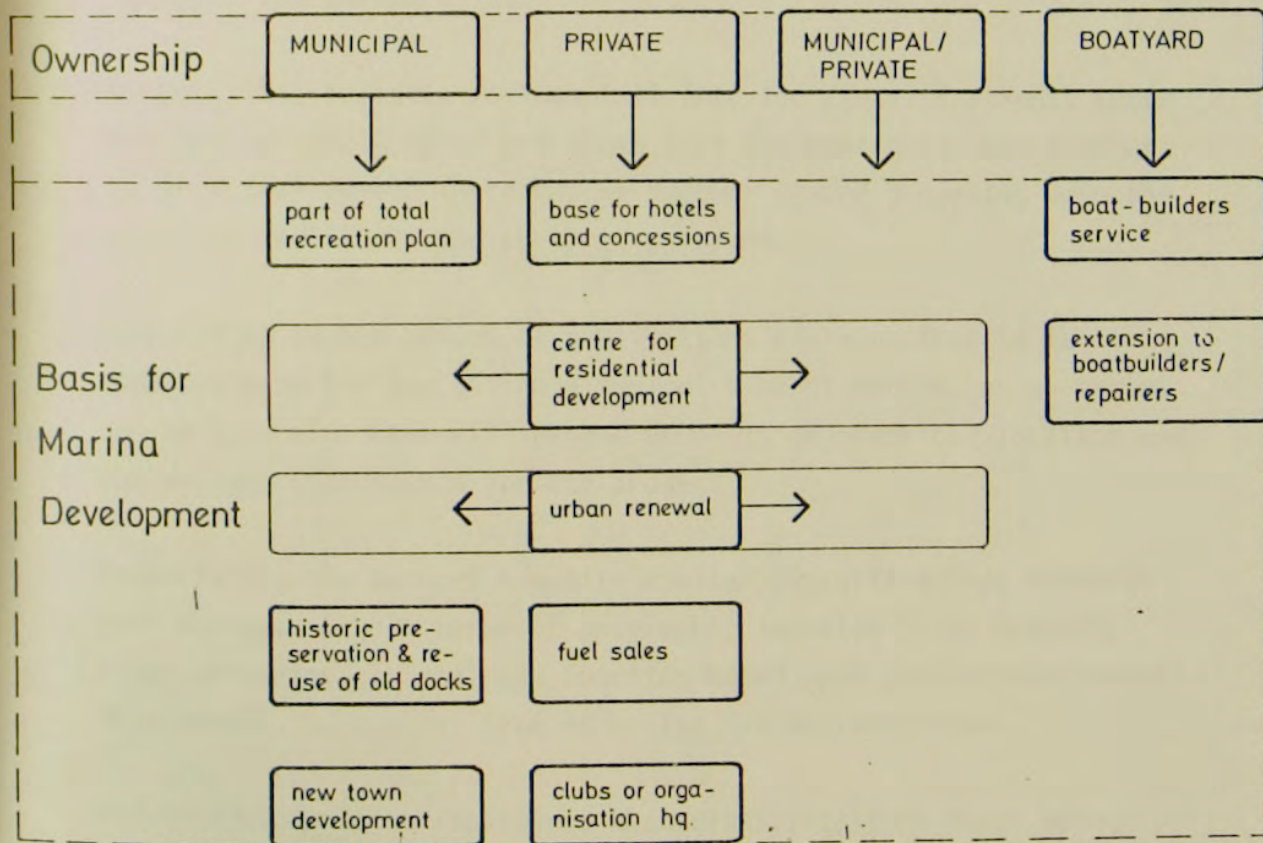 Ownership
MUNICIPAL
PRIVATE
MUNICIPAL/
PRIVATE
BOATYARD
part of total
recreation plan
base for hotels
and concessions
boat-builders
service
Basis for
Marina
Development
centre for
residential
development
extension to
boatbuilders/
repairers
urban renewal
historic pre-
servation & re-
use of old docks
fuel sales
new town
development
clubs or orga-
nisation hq.